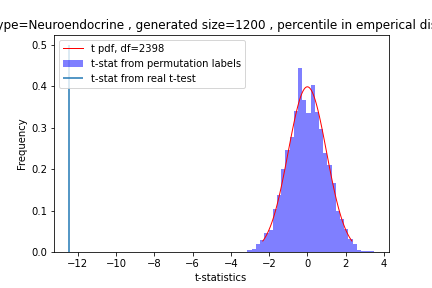 ype=Neuroendocrine , generated size=1200 , percentile in emperical dis
t pdf, df=2398
t-stat from permutation labels
t-stat from real t-test
Frequency
0.5
0.4
0.3
0.2
0.1
0.0
−12
−10
−8
−6
−4
−2
0
2
4
t-statistics